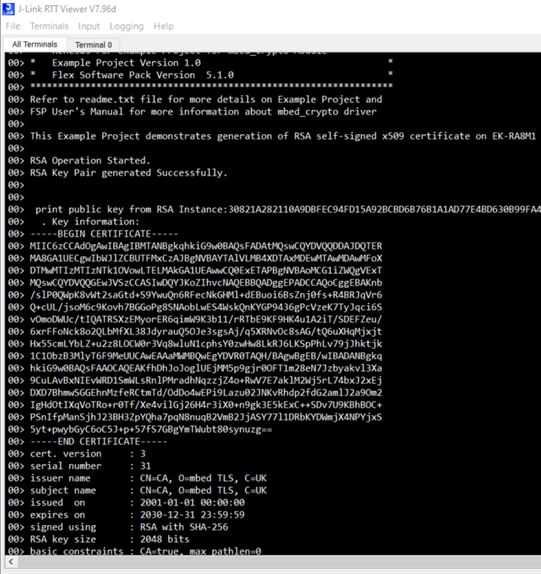 J-Link RTT Viewer V7.96d
File Terminals Input Logging Help
All Terminals Terminal 0
00> * Example Project Version 1.0 *
00> * Flex Software Pack Version 5.1.0 *
00> **************************************************************
00> Refer to readme.txt file for more details on Example Project and
00> FSP User's Manual for more information about mbed_crypto driver
00>
00> This Example Project demonstrates generation of RSA self-signed x509 certificate on EK-RA8M1
00>
00> RSA Operation Started.
00> RSA Key Pair generated Successfully.
00>
00>
00> print public key from RSA Instance:30821A282110A9DBFEC94FD15A92BCBD6B76B1A1AD77E4BD630B99FA4
00> . Key information:
00> -----BEGIN CERTIFICATE-----
00> MIIC6zCCAdOgAwIBAgIBMTANBgkqhkiG9w0BAQsFADAtMQswCQYDVQQDDAJDQTER
00> MA8GA1UECgwIbWJlZCBUTFMxCzAJBgNVBAYTAlVLMB4XDTAxMDEwMTAwMDAwMFoX
00> DTMwMTIzMTIzNTk1OVowLTELMAkGA1UEAwwCQ0ExETAPBgNVBAoMCG1iZWQgVExT
00> MQswCQYDVQQGEwJVSzCCASIwDQYJKoZIhvcNAQEBBQADggEPADCCAQoCggEBAKnb
00> /slP0QWpK8vWt2saGtd+S9YwuQn6RFecNkGHMl+dEBuoi6BsZnj0fs+R4BRJqVr6
00> Q+cUL/jsoM6c9Kovh7BGGoPg8SNAobLwES4WskQnKYGP9436gPcVzeK7TyJqci6S
00> vOmoDWUc/tIQATRSXzEMyorER6qimW9K3b11/rRTbE9KF9HK4u1A2iT/SDEFZeu/
00> 6xrFFoNck8o2QLbMfXL38JdyrauQ5OJe3sgsAj/q5XRNvOc8sAG/tQ6uXHqMjxjt
00> Hx55cmLYbLZ+u2z8LOCW0r3Vq8wluN1cphsY0zwHw8LkRJ6LKSpPhLv79jJhktjk
00> 1C1ObzB3MlyT6F9MeUUCAwEAAaMWMBQwEgYDVR0TAQH/BAgwBgEB/wIBADANBgkq
00> hkiG9w0BAQsFAAOCAQEAKfhDhJoJoglUEjMM5p9gjr0OFT1m28eN7Jzbyakvl3Xa
00> 9CuLAvBxNIEvWRD1SmWLsRnlPMradhNqzzjZ4o+RwV7E7aklM2Wj5rL74bxJ2xEj
00> DXD7BhmwSGGEhnMzfeRCtmTd/OdDo4wEPi9Lazu02JNKvRhdp2fdG2amlJ2a9Om2
00> IgHdOtIXqVoTRo+r0Tf/Xe4vilGj26H4r3iX0+n9gk3E5kExC++SDv7U9KBhBOC+
00> PSnIfpManSjhJ23BH3ZpYQha7pqN8nuqB2VmB2JjASY77l1DRbKYDWmjX4NPYjxS
00> 5yt+pwybGyC6oC5J+p+57fS7GBgYmTWubt80synuzg==
00> -----END CERTIFICATE-----
00> cert. version : 3
00> serial number : 31
00> issuer name : CN=CA, O=mbed TLS, C=UK
00> subject name : CN=CA, O=mbed TLS, C=UK
00> issued on : 2001-01-01 00:00:00
00> expires on : 2030-12-31 23:59:59
00> signed using : RSA with SHA-256
00> RSA key size : 2048 bits
00> basic constraints : CA=true, max_pathlen=0